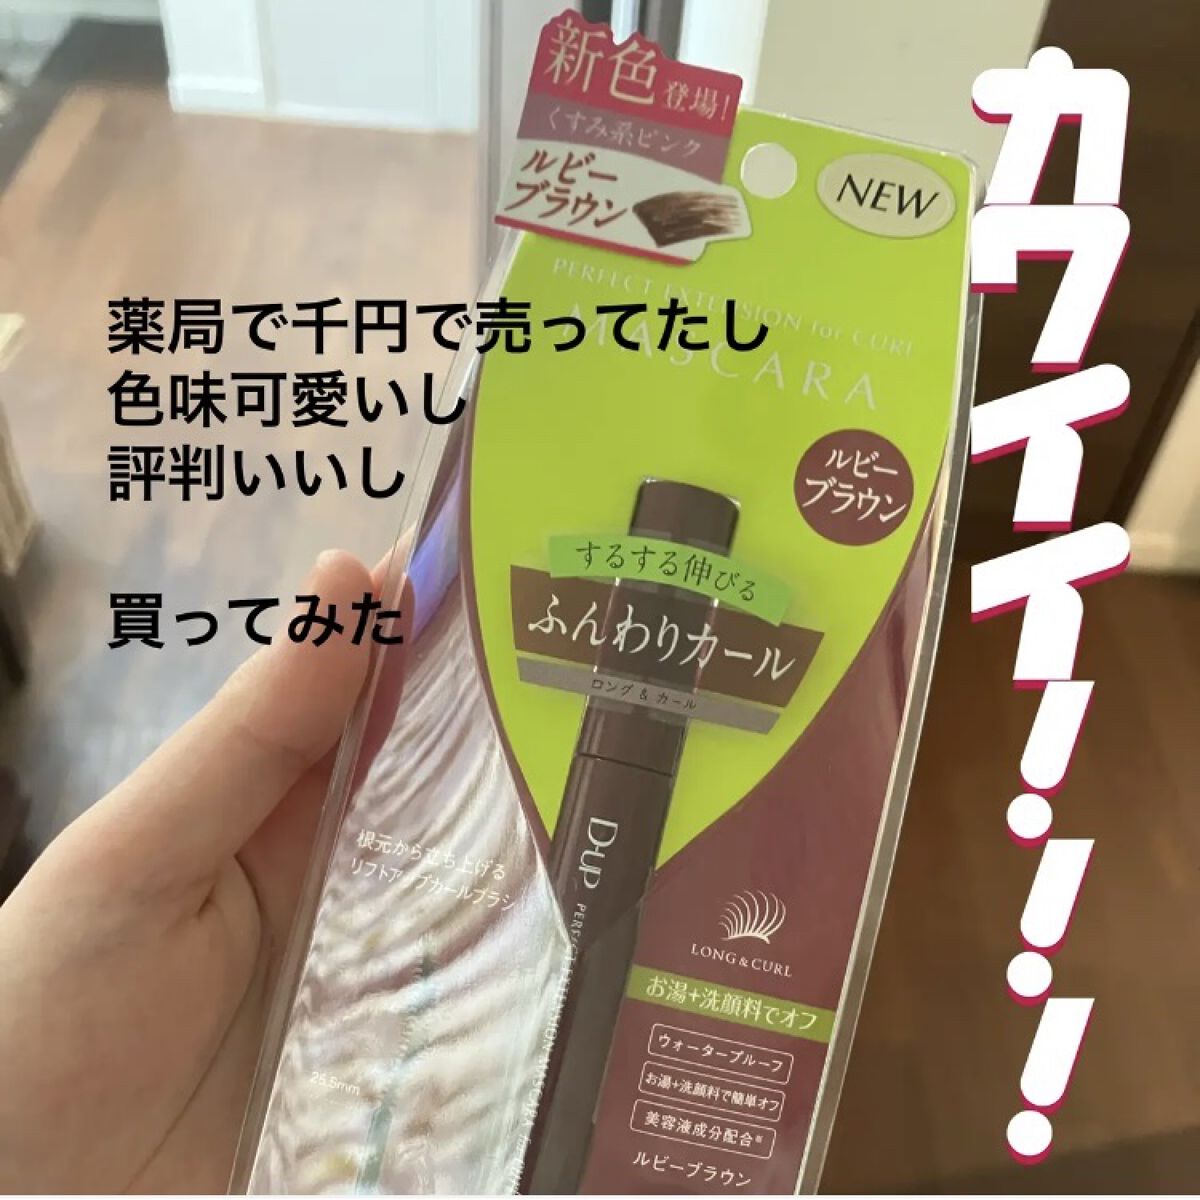 新色登場!
くすみ系ピンク
ルビー
ブラウン
NEW
カワイイ!!!
PERFECT EXTENSION for CURL
MASCARA
薬局で千円で売ってたし
色味可愛いし
評判いいし
買ってみた
ルビー
ブラウン
するする伸びる
ふんわりカール
ロング & カール
D-UP
PERFECT EXTENSION MASCARA for CURL
根元から立ち上げる
リフトアップカールブラシ
25.5mm
LONG & CURL
お湯+洗顔料でオフ
ウォータープルーフ
お湯+洗顔料で簡単オフ
美容液成分配合※
ルビーブラウン